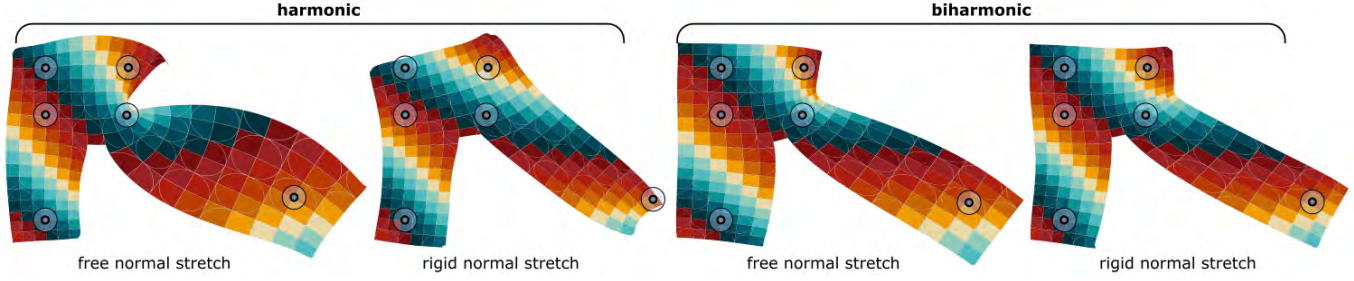 harmonic
biharmonic
free normal stretch
rigid normal stretch
free normal stretch
rigid normal stretch